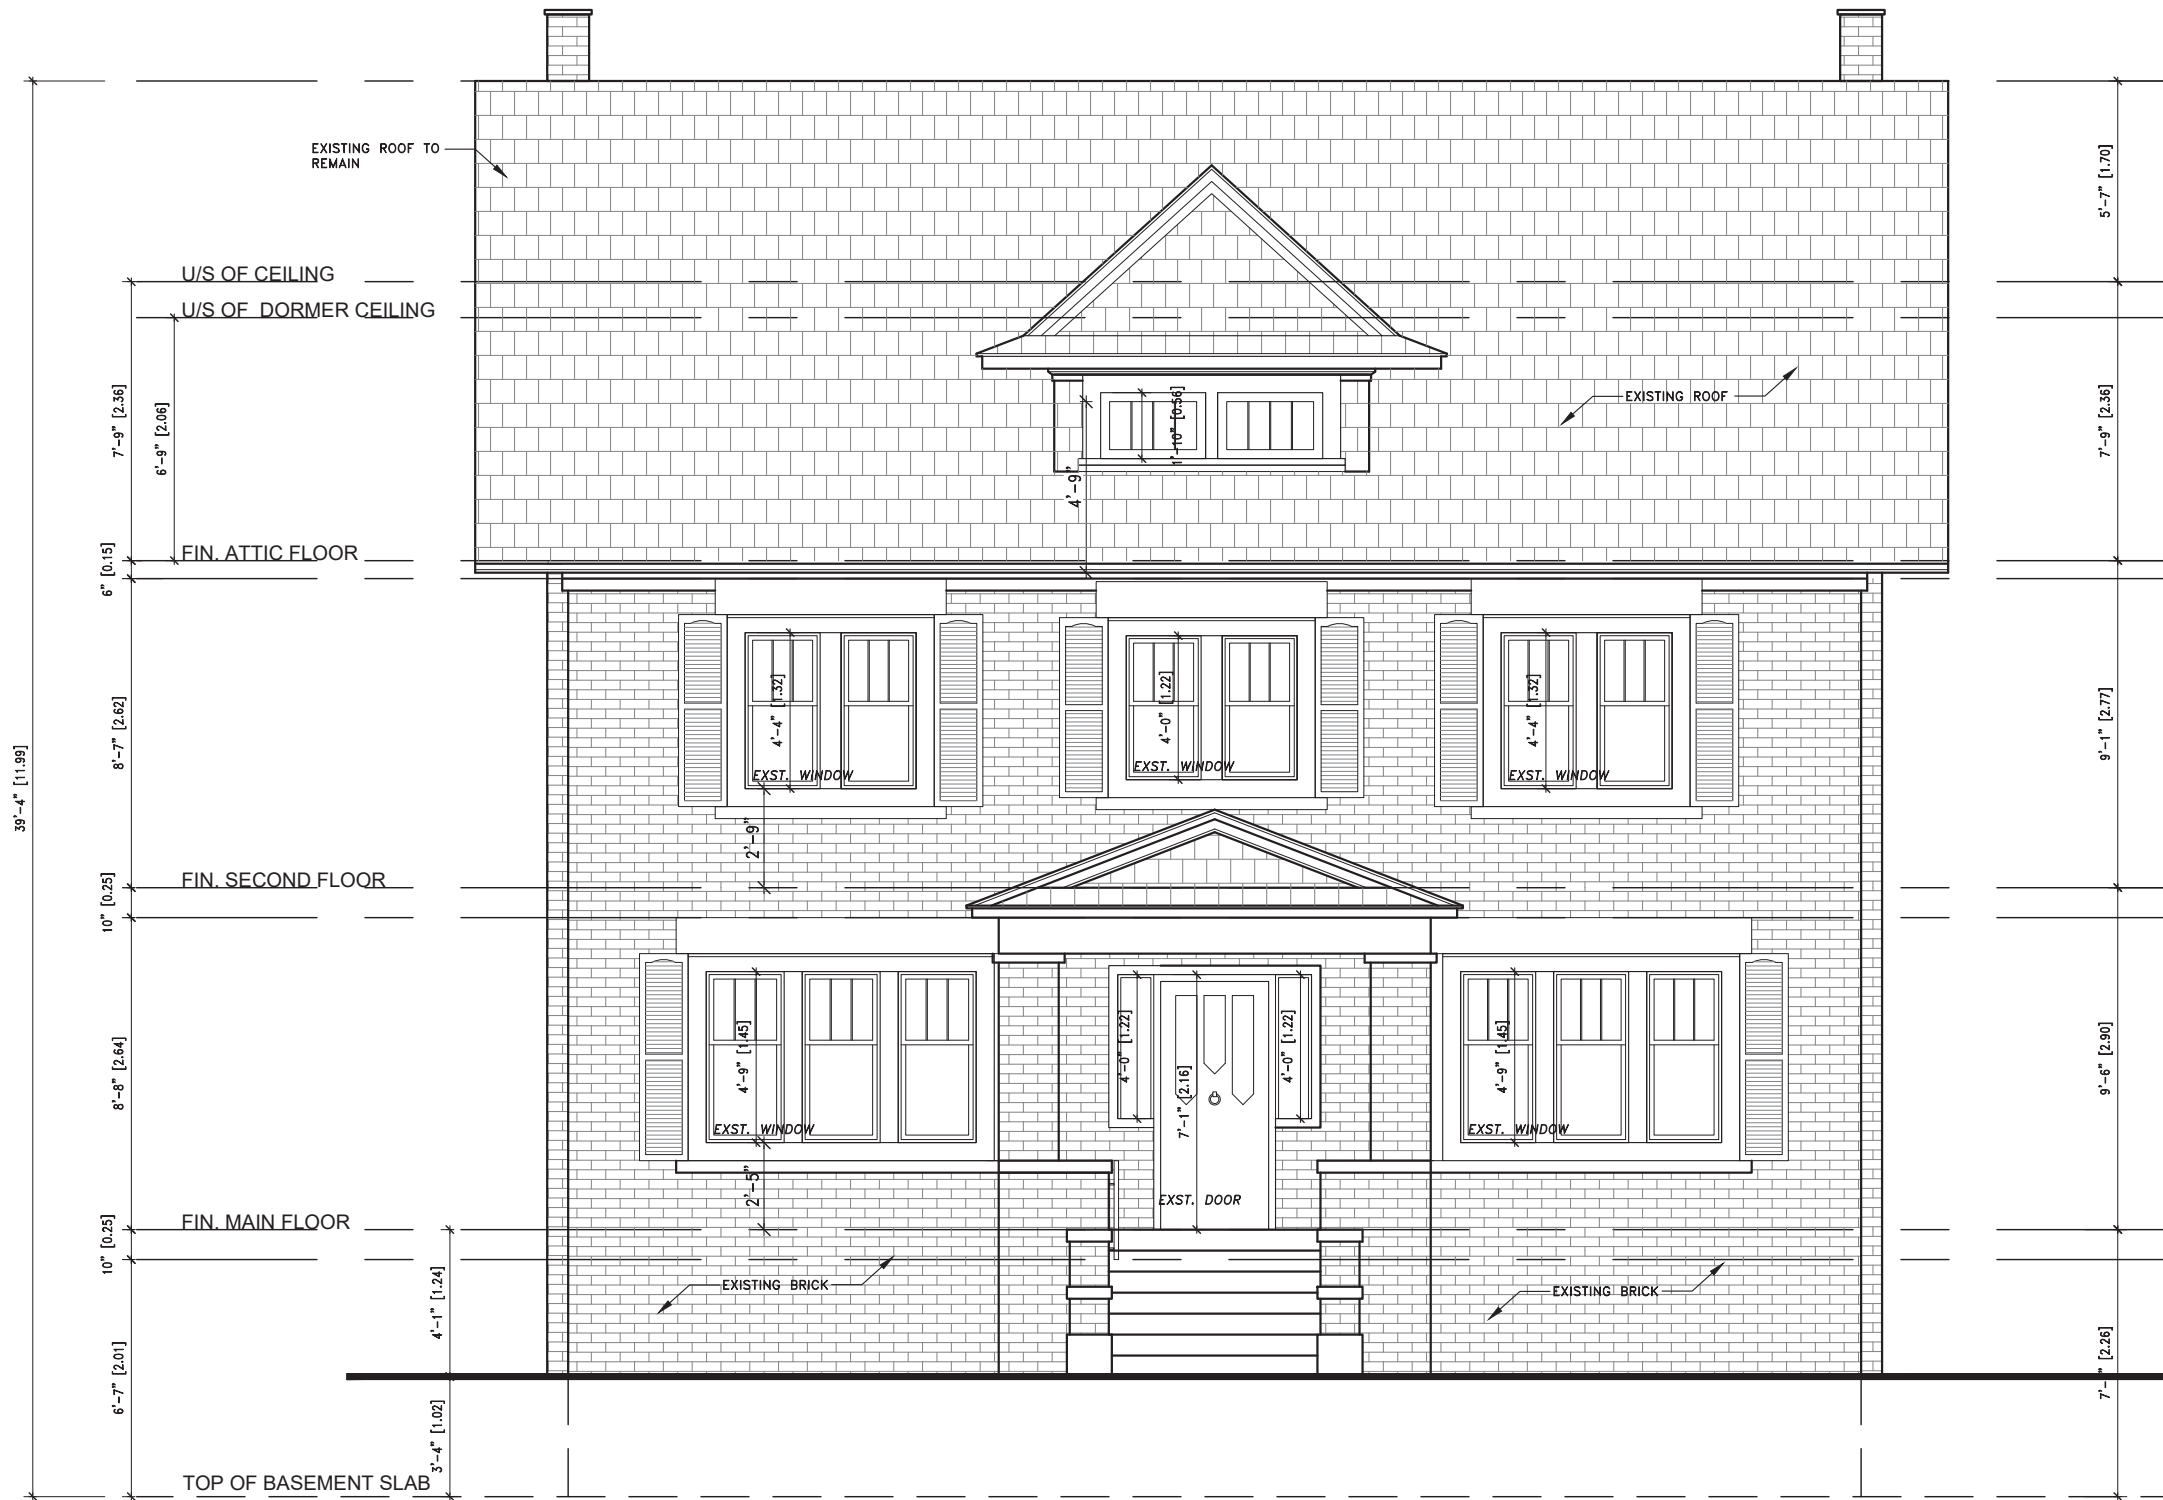 EXISTING ROOF TO
REMAIN
5'-7" [1.70]
U/S OF CEILING
U/S OF DORMER CEILING
7'-9" [2.36]
6'-9" [2.06]
1'-10" [0.56]
EXISTING ROOF
7'-9" [2.36]
4'-9"
FIN. ATTIC FLOOR
6" [0.15]
39'-4" [11.99]
8'-7" [2.62]
4'-4" [1.32]
4'-0" [1.22]
4'-4" [1.32]
9'-1" [2.77]
EXST. WINDOW
EXST. WINDOW
EXST. WINDOW
2'-9"
FIN. SECOND FLOOR
10" [0.25]
8'-8" [2.64]
4'-9" [1.45]
4'-0" [1.22]
7'-1" [2.16]
4'-0" [1.22]
4'-9" [1.45]
9'-6" [2.90]
EXST. WINDOW
EXST. WINDOW
2'-5"
EXST. DOOR
FIN. MAIN FLOOR
10" [0.25]
4'-1" [1.24]
EXISTING BRICK
EXISTING BRICK
6'-7" [2.01]
3'-4" [1.02]
[2.26]
TOP OF BASEMENT SLAB